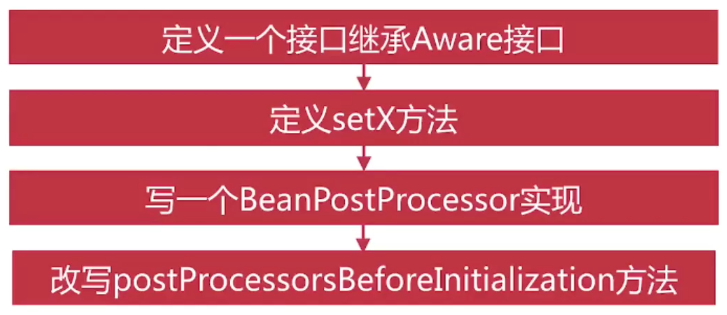 定义一个接口继承Aware接口
定义setX方法
写一个BeanPostProcessor实现
改写postProcessorsBeforeInitialization方法